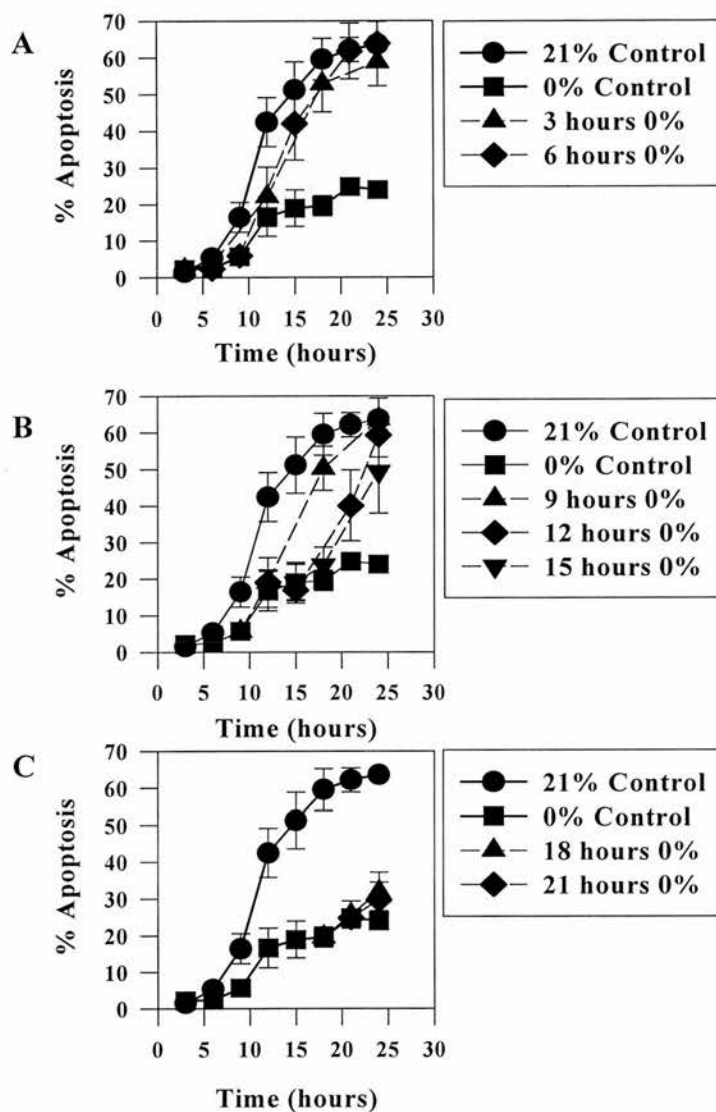 A
70
60
50
40
30
20
10
0
% Apoptosis
0 5 10 15 20 25 30
Time (hours)
21% Control
0% Control
3 hours 0%
6 hours 0%
B
70
60
50
40
30
20
10
0
% Apoptosis
0 5 10 15 20 25 30
Time (hours)
21% Control
0% Control
9 hours 0%
12 hours 0%
15 hours 0%
C
70
60
50
40
30
20
10
0
% Apoptosis
0 5 10 15 20 25 30
Time (hours)
21% Control
0% Control
18 hours 0%
21 hours 0%